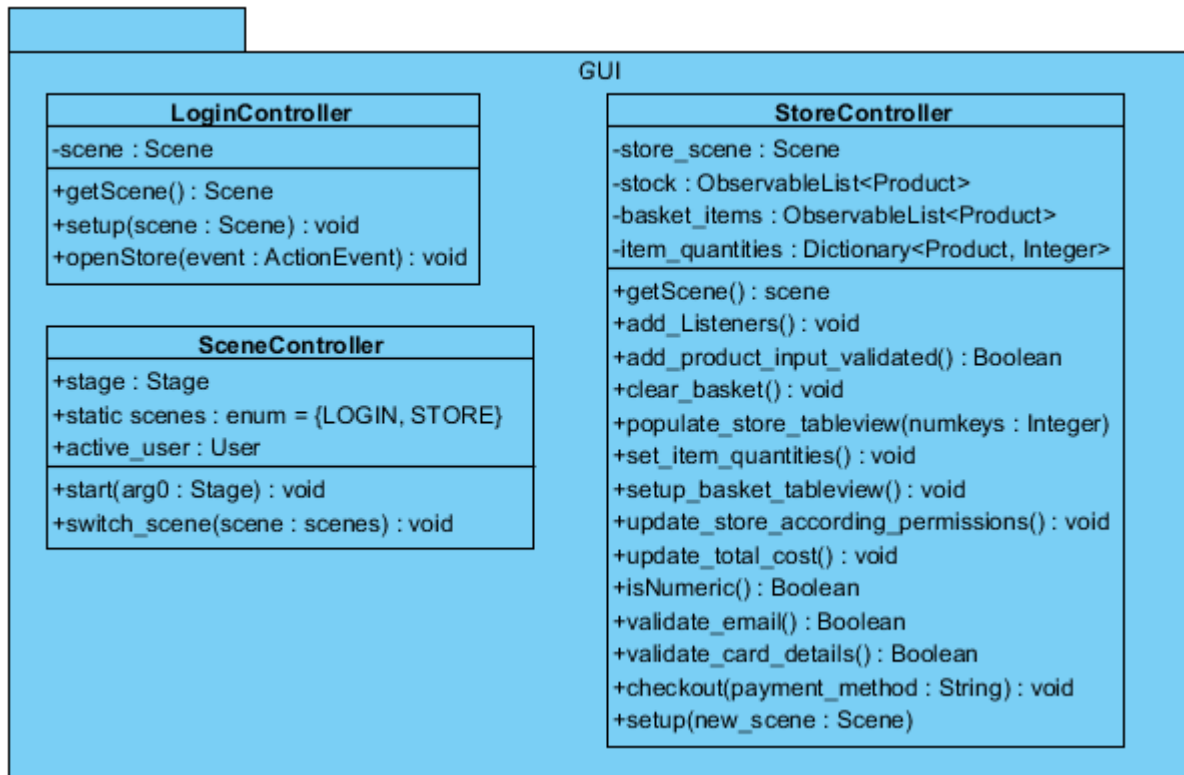 GUI
LoginController
-scene : Scene
+getScene() : Scene
+setup(scene : Scene) : void
+openStore(event : ActionEvent) : void
SceneController
+stage : Stage
+static scenes : enum = {LOGIN, STORE}
+active_user : User
+start(arg0 : Stage) : void
+switch_scene(scene : scenes) : void
StoreController
-store_scene : Scene
-stock : ObservableList<Product>
-basket_items : ObservableList<Product>
-item_quantities : Dictionary<Product, Integer>
+getScene() : scene
+add_Listeners() : void
+add_product_input_validated() : Boolean
+clear_basket() : void
+populate_store_tableview(numkeys : Integer)
+set_item_quantities() : void
+setup_basket_tableview() : void
+update_store_according_permissions() : void
+update_total_cost() : void
+isNumeric() : Boolean
+validate_email() : Boolean
+validate_card_details() : Boolean
+checkout(payment_method : String) : void
+setup(new_scene : Scene)